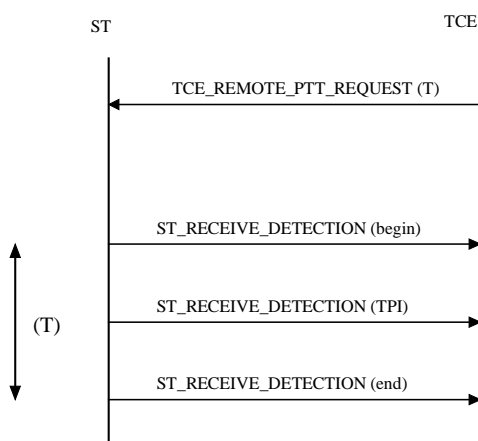 ST
TCE
TCE_REMOTE_PTT_REQUEST (T)
ST_RECEIVE_DETECTION (begin)
ST_RECEIVE_DETECTION (TPI)
(T)
ST_RECEIVE_DETECTION (end)